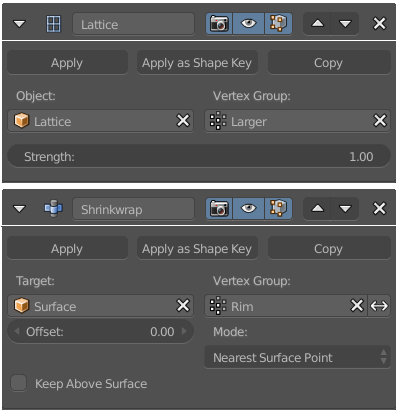 Lattice
Apply Apply as Shape Key Copy
Object: Vertex Group:
Lattice Larger
Strength: 1.00
Shrinkwrap
Apply Apply as Shape Key Copy
Target: Vertex Group:
Surface Rim
Offset: 0.00 Mode:
Nearest Surface Point
Keep Above Surface